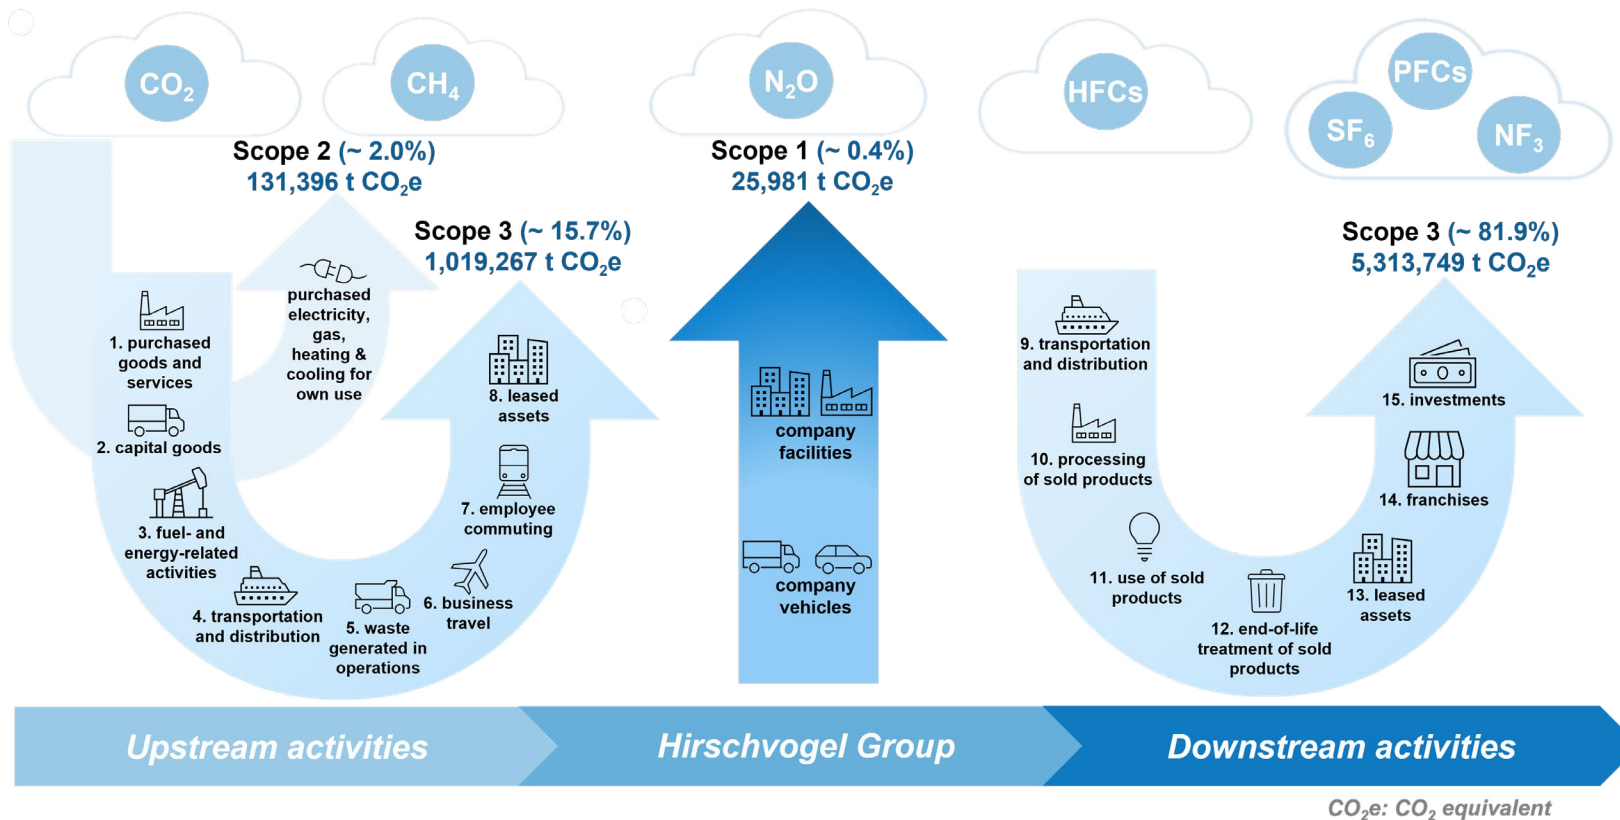 CO₂
CH₄
N₂O
HFCs
PFCs
SF₆
NF₃
Scope 2 (~ 2.0%)
131,396 t CO₂e
Scope 3 (~ 15.7%)
1,019,267 t CO₂e
Scope 1 (~ 0.4%)
25,981 t CO₂e
Scope 3 (~ 81.9%)
5,313,749 t CO₂e
purchased
electricity,
gas,
heating &
cooling for
own use
1. purchased
goods and
services
2. capital goods
3. fuel- and
energy-related
activities
4. transportation
and distribution
5. waste
generated in
operations
6. business
travel
7. employee
commuting
8. leased
assets
company
facilities
company
vehicles
9. transportation
and distribution
10. processing
of sold products
11. use of sold
products
12. end-of-life
treatment of sold
products
13. leased
assets
14. franchises
15. investments
Upstream activities
Hirschvogel Group
Downstream activities
CO₂e: CO₂ equivalent